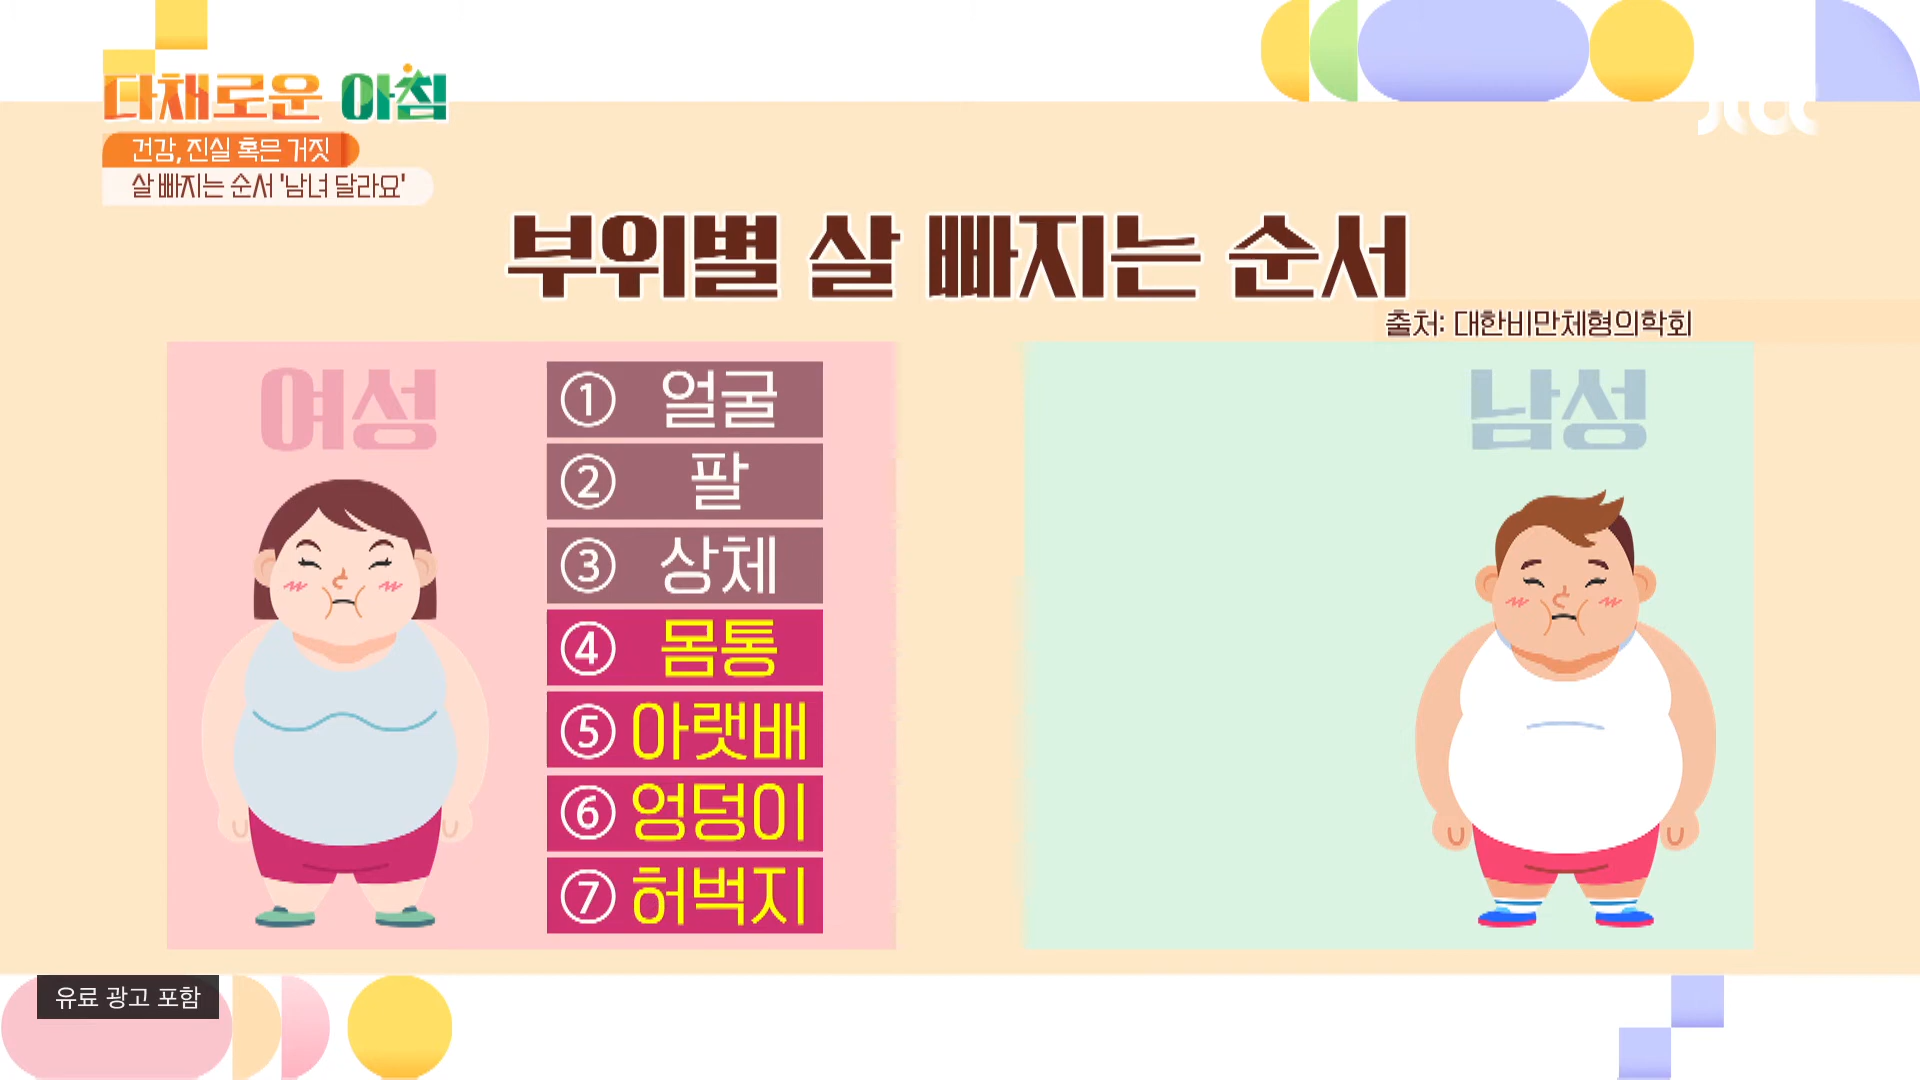 다채로운 아침
jtbc
건강, 진실 혹은 거짓
살 빠지는 순서 '남녀 달라요'
부위별 살 빠지는 순서
출처: 대한비만체형의학회
여성
① 얼굴
② 팔
③ 상체
④ 몸통
⑤ 아랫배
⑥ 엉덩이
⑦ 허벅지
남성
유료 광고 포함